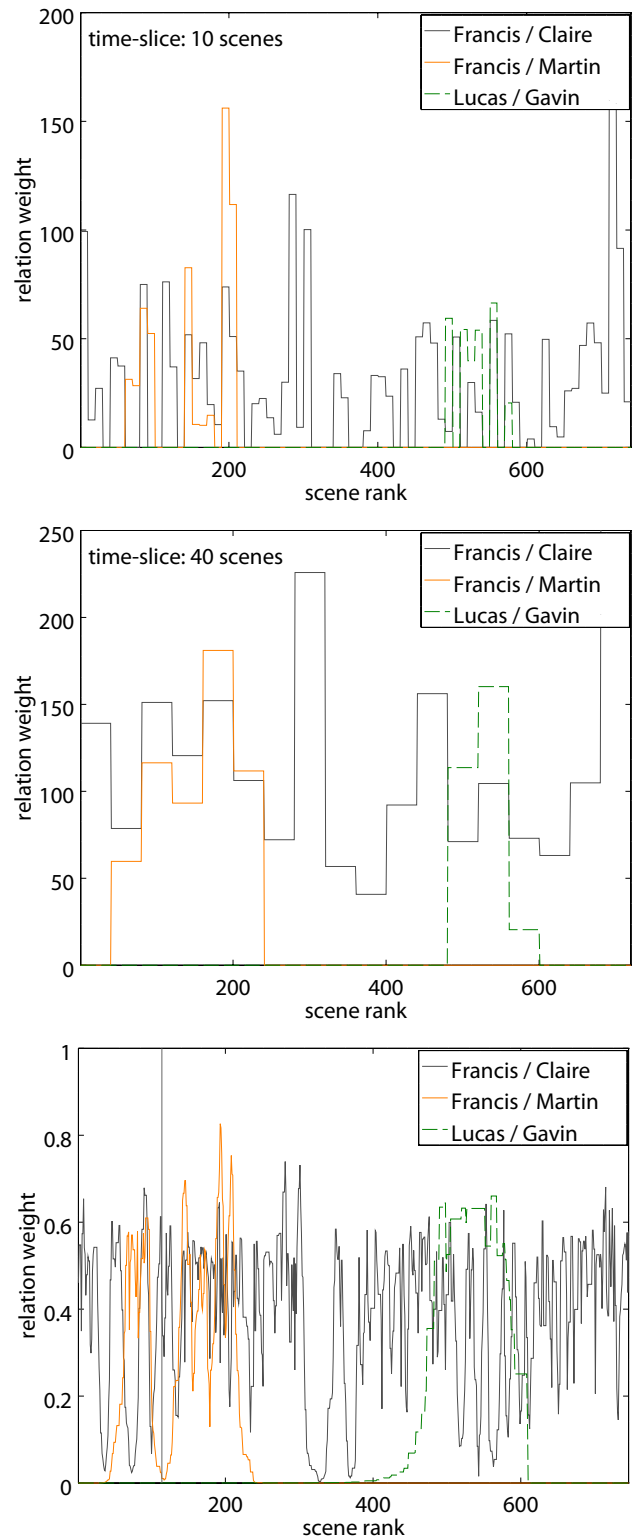 200
time-slice: 10 scenes
Francis / Claire
Francis / Martin
Lucas / Gavin
150
100
50
0
relation weight
200
400
600
scene rank
250
time-slice: 40 scenes
Francis / Claire
Francis / Martin
Lucas / Gavin
200
150
100
50
0
relation weight
200
400
600
scene rank
1
Francis / Claire
Francis / Martin
Lucas / Gavin
0.8
0.6
0.4
0.2
0
relation weight
200
400
600
scene rank